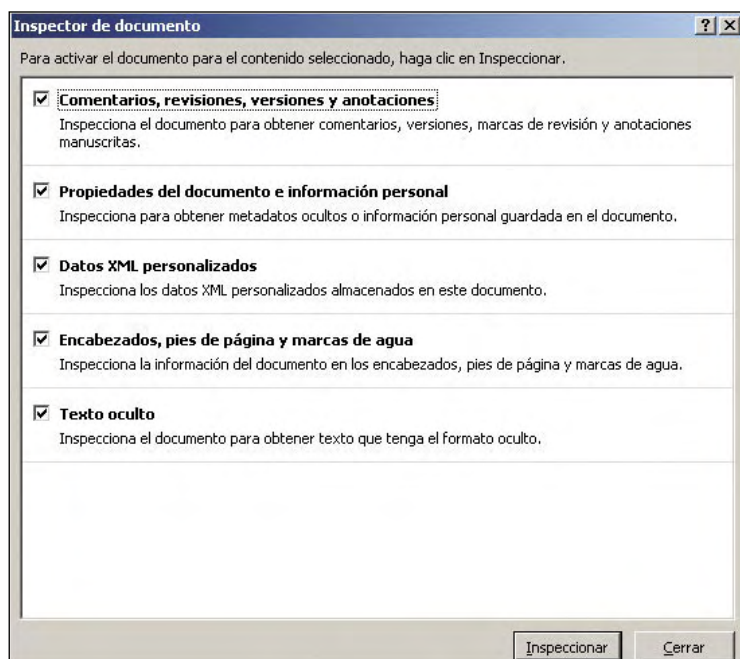 Inspector de documento
Para activar el documento para el contenido seleccionado, haga clic en Inspeccionar.
Comentarios, revisiones, versiones y anotaciones
Inspecciona el documento para obtener comentarios, versiones, marcas de revisión y anotaciones
manuscritas.
Propiedades del documento e información personal
Inspecciona para obtener metadatos ocultos o información personal guardada en el documento.
Datos XML personalizados
Inspecciona los datos XML personalizados almacenados en este documento.
Encabezados, pies de página y marcas de agua
Inspecciona la información del documento en los encabezados, pies de página y marcas de agua.
Texto oculto
Inspecciona el documento para obtener texto que tenga el formato oculto.
Inspeccionar Cerrar